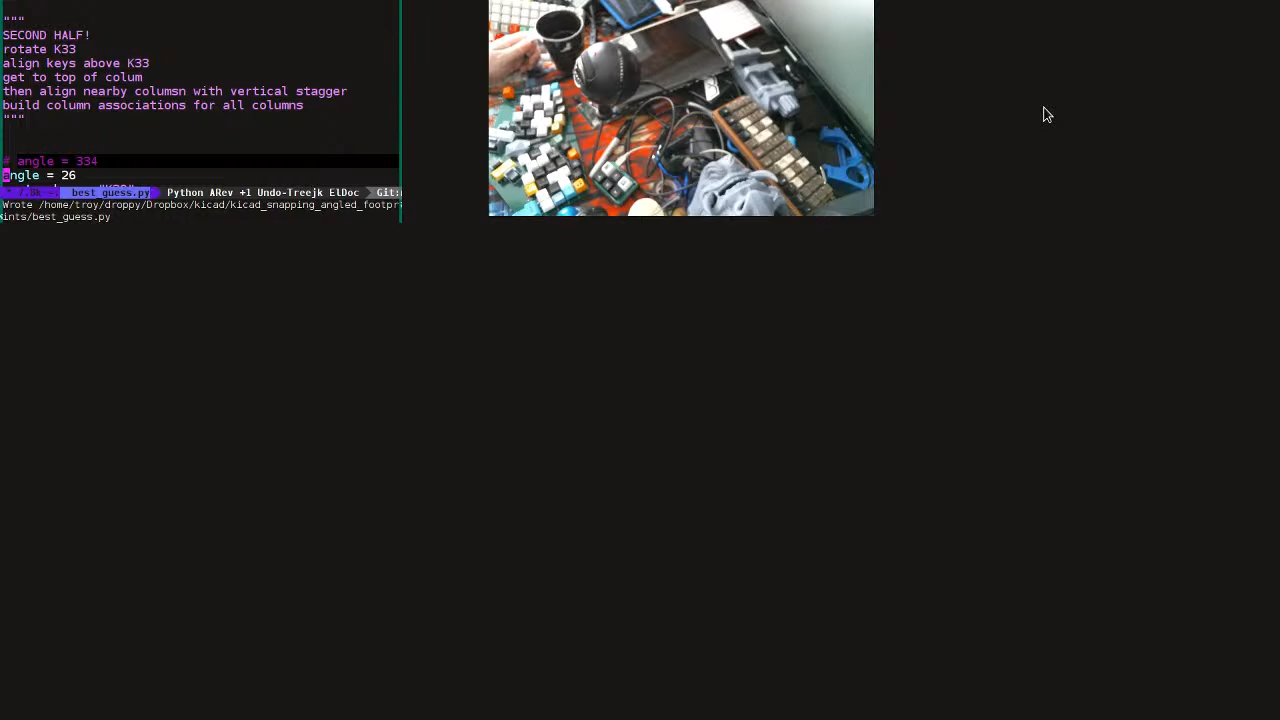 """
SECOND HALF!
rotate K33
align keys above K33
get to top of colum
then align nearby columsn with vertical stagger
build column associations for all columns
"""
# angle = 334
angle = 26
best_guess.py Python ARev +1 Undo-Treejk ElDoc Git:
Wrote /home/troy/droppy/Dropbox/kicad/kicad_snapping_angled_footpr
ints/best_guess.py